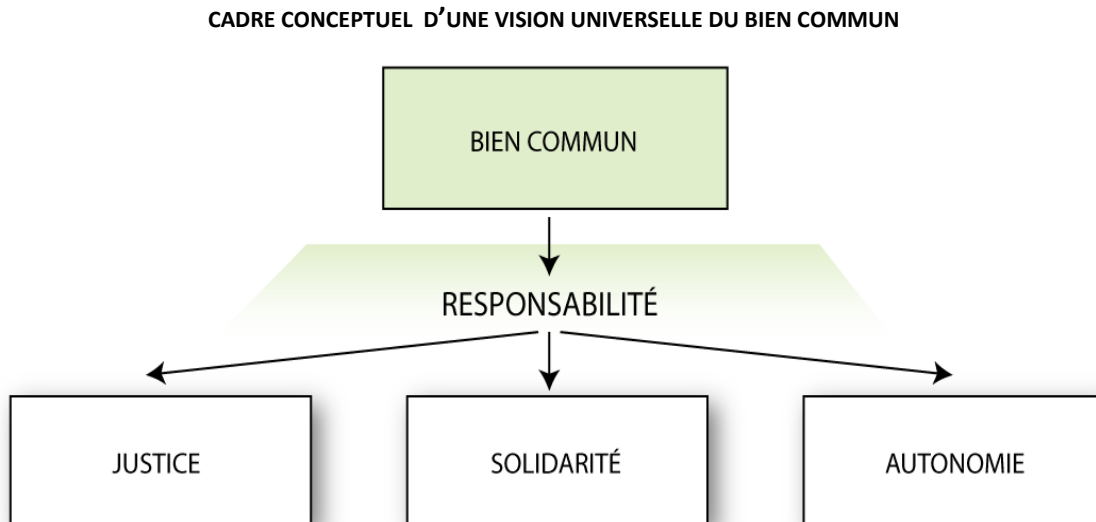 CADRE CONCEPTUEL D'UNE VISION UNIVERSELLE DU BIEN COMMUN
BIEN COMMUN
RESPONSABILITÉ
JUSTICE
SOLIDARITÉ
AUTONOMIE